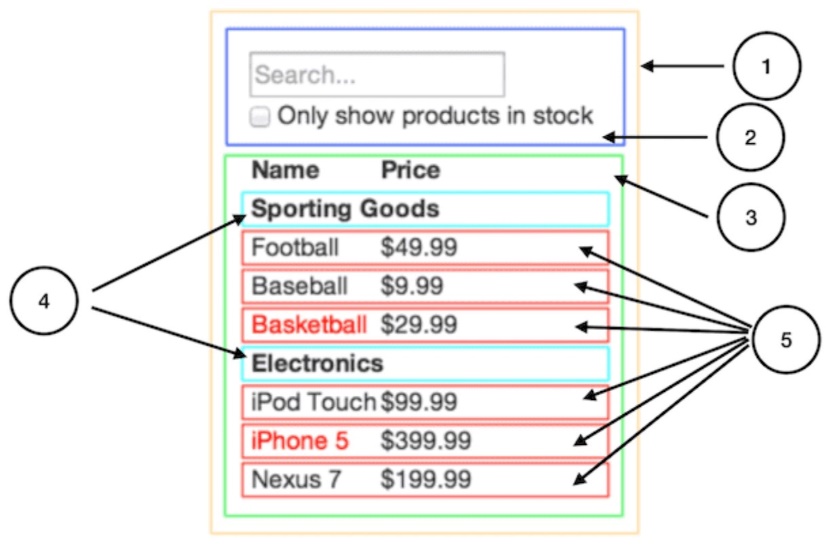 1
Search...
Only show products in stock
2
Name Price
3
Sporting Goods
Football $49.99
Baseball $9.99
4
Basketball $29.99
5
Electronics
iPod Touch $99.99
iPhone 5 $399.99
Nexus 7 $199.99